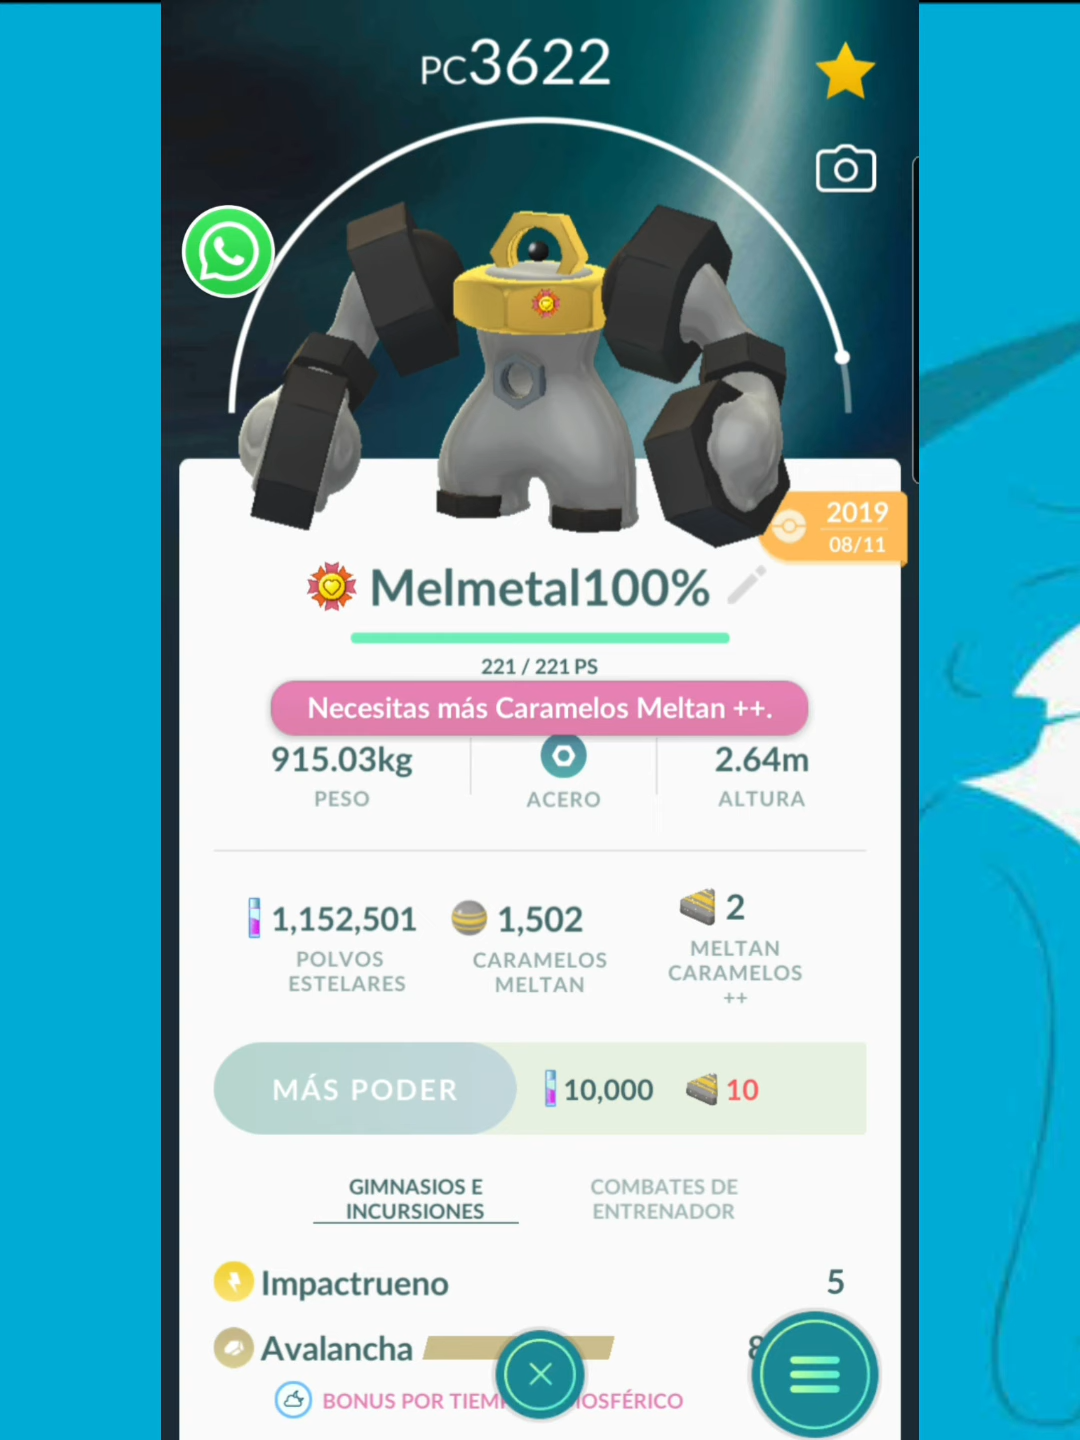 PC3622
2019
08/11
Melmetal100%
221 / 221 PS
Necesitas más Caramelos Meltan ++.
915.03kg
PESO
ACERO
2.64m
ALTURA
1,152,501
POLVOS
ESTELARES
1,502
CARAMELOS
MELTAN
2
MELTAN
CARAMELOS
++
MÁS PODER
10,000
10
GIMNASIOS E
INCURSIONES
COMBATES DE
ENTRENADOR
Impactrueno
5
Avalancha
BONUS POR